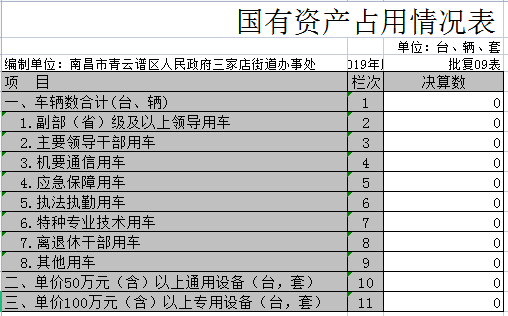 国有资产占用情况表
单位：台、辆、套
编制单位：南昌市青云谱区人民政府三家店街道办事处 019年 批复09表
项 目 栏次 决算数
一、车辆数合计(台、辆) 1 0
1.副部（省）级及以上领导用车 2 0
2.主要领导干部用车 3 0
3.机要通信用车 4 0
4.应急保障用车 5 0
5.执法执勤用车 6 0
6.特种专业技术用车 7 0
7.离退休干部用车 8 0
8.其他用车 9 0
二、单价50万元（含）以上通用设备（台，套） 10 0
三、单价100万元（含）以上专用设备（台，套） 11 0